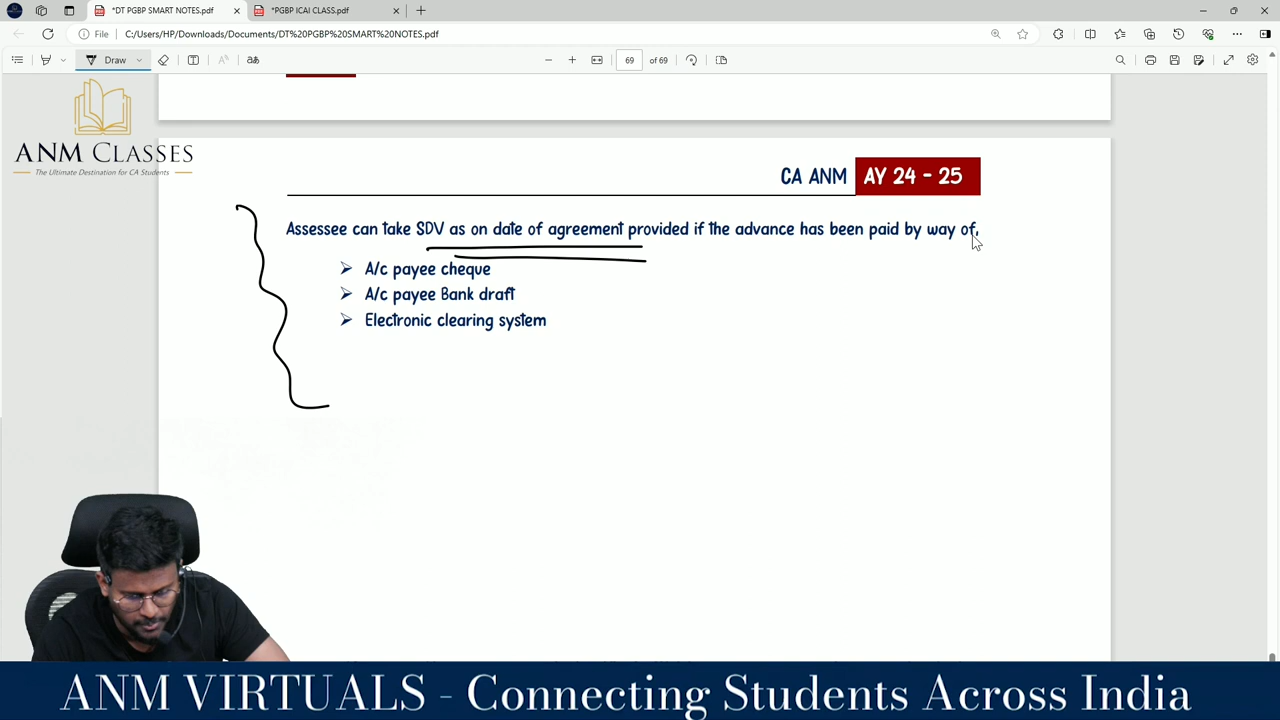 *DT PGBP SMART NOTES.pdf
*PGBP ICAI CLASS.pdf
File
C:/Users/HP/Downloads/Documents/DT%20PGBP%20SMART%20NOTES.pdf
Draw
69 of 69
ANM CLASSES
The Ultimate Destination for CA Students
CA ANM AY 24 - 25
Assessee can take SDV as on date of agreement provided if the advance has been paid by way of,
➢ A/c payee cheque
➢ A/c payee Bank draft
➢ Electronic clearing system
ANM VIRTUALS - Connecting Students Across India